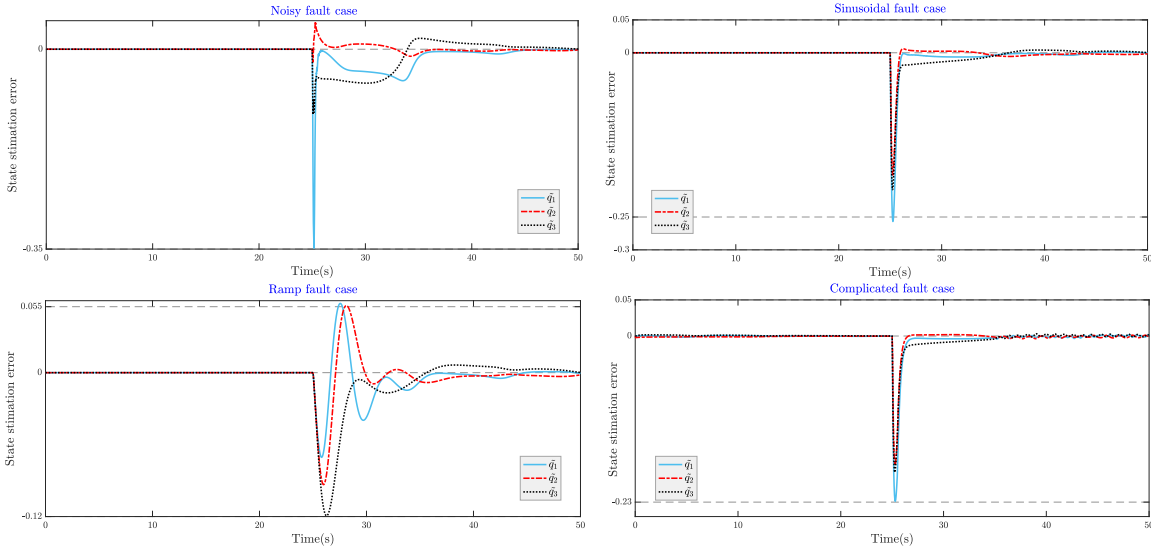 Noisy fault case
State stimation error
0
-0.35
0
10
20
30
40
50
Time(s)
q̃₁
q̃₂
q̃₃
Sinusoidal fault case
State stimation error
0.05
0
-0.25
-0.3
0
10
20
30
40
50
Time(s)
q̃₁
q̃₂
q̃₃
Ramp fault case
State stimation error
0.055
0
-0.12
0
10
20
30
40
50
Time(s)
q̃₁
q̃₂
q̃₃
Complicated fault case
State stimation error
0.05
0
-0.23
0
10
20
30
40
50
Time(s)
q̃₁
q̃₂
q̃₃